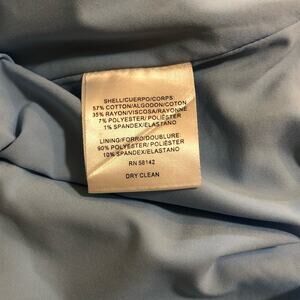 SHELL/CUERPO/CORPS:
57% COTTON/ALGODON/COTON
35% RAYON/VISCOSA/RAYONNE
7% POLYESTER/ POLIÉSTER
1% SPANDEX/ELASTANO
LINING/FORRO/DOUBLURE
90% POLYESTER/ POLIÉSTER
10% SPANDEX/ELASTANO
RN 58142
DRY CLEAN